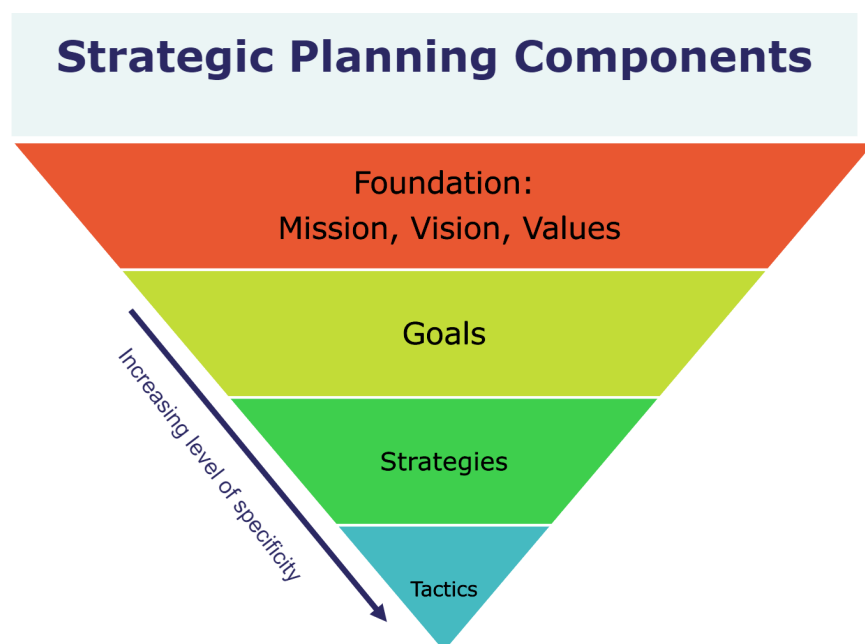 Strategic Planning Components
Foundation:
Mission, Vision, Values
Goals
Increasing level of specificity
Strategies
Tactics